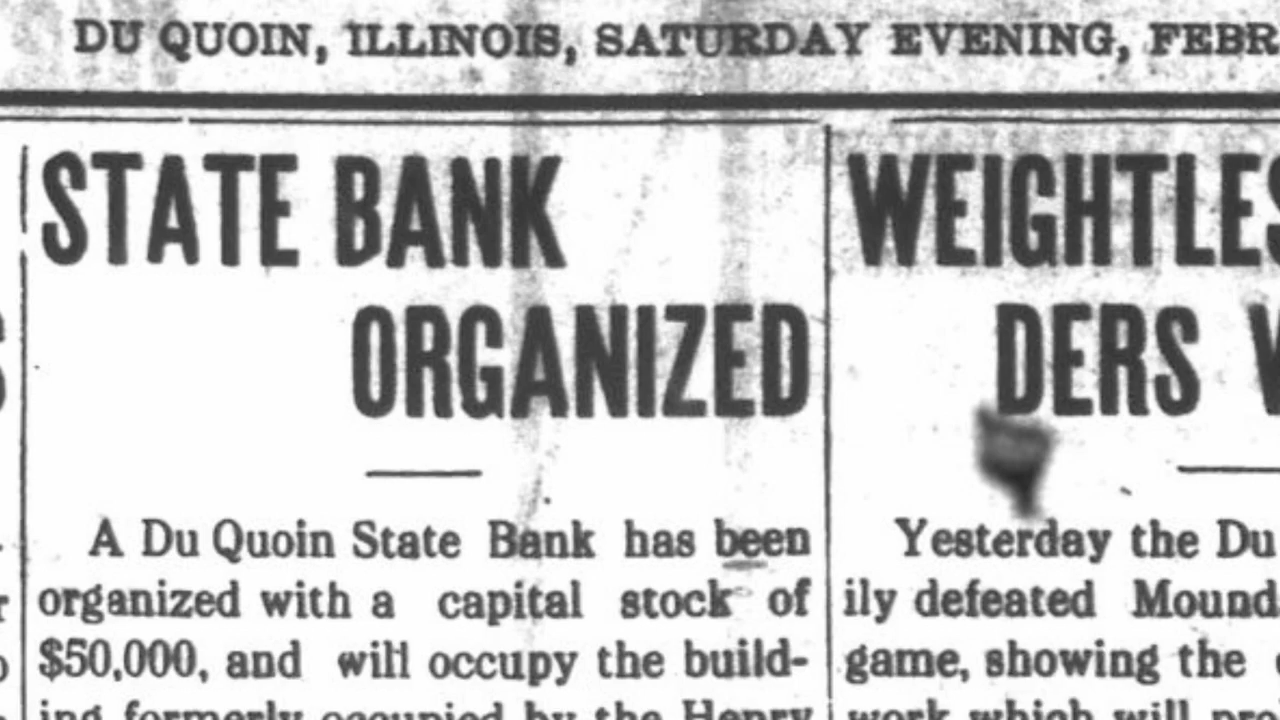 DU QUOIN, ILLINOIS, SATURDAY EVENING, FEBR
STATE BANK
ORGANIZED
A Du Quoin State Bank has been
organized with a capital stock of
$50,000, and will occupy the build-
ing formerly occupied by the Henry
WEIGHTLES
DERS
Yesterday the Du
ily defeated Mound
game, showing the
work which will pre